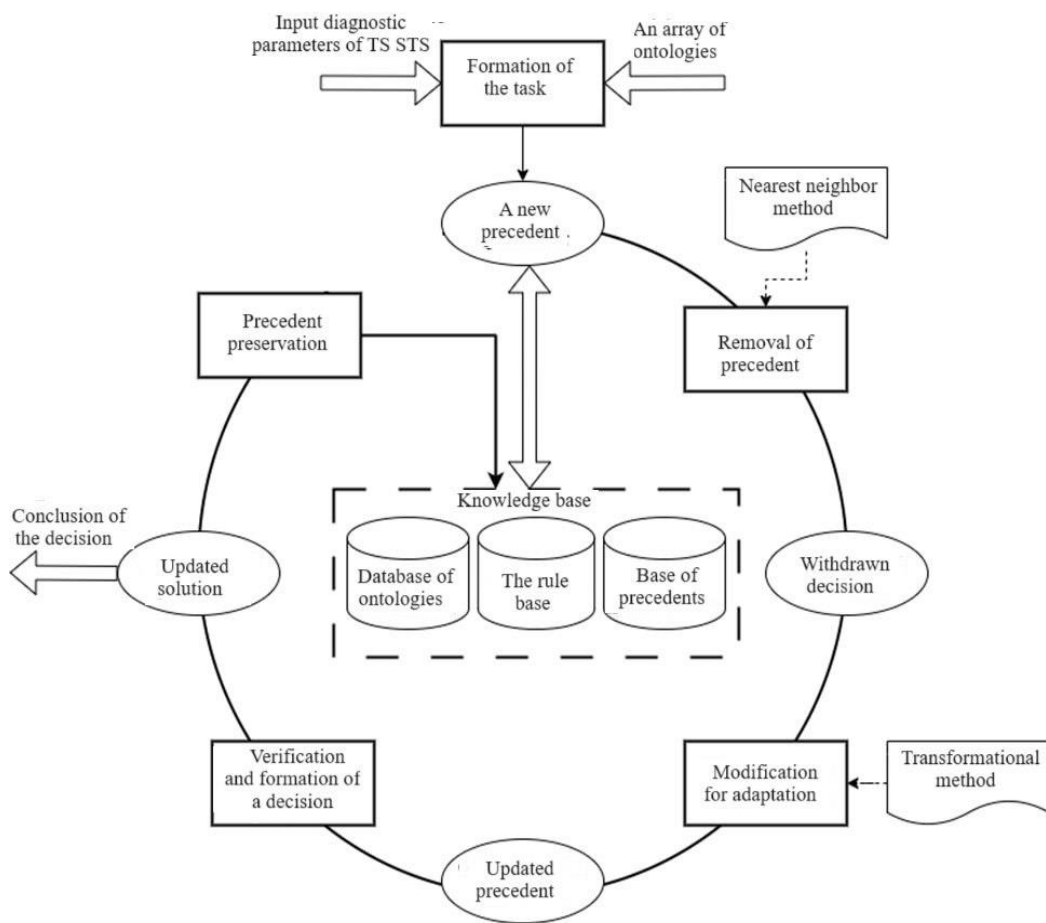 Input diagnostic
parameters of TS STS
An array of
ontologies
Formation of
the task
A new
precedent
Nearest neighbor
method
Precedent
preservation
Removal of
precedent
Knowledge base
Database of
ontologies
The rule
base
Base of
precedents
Conclusion of
the decision
Updated
solution
Withdrawn
decision
Verification
and formation of
a decision
Modification
for adaptation
Transformational
method
Updated
precedent